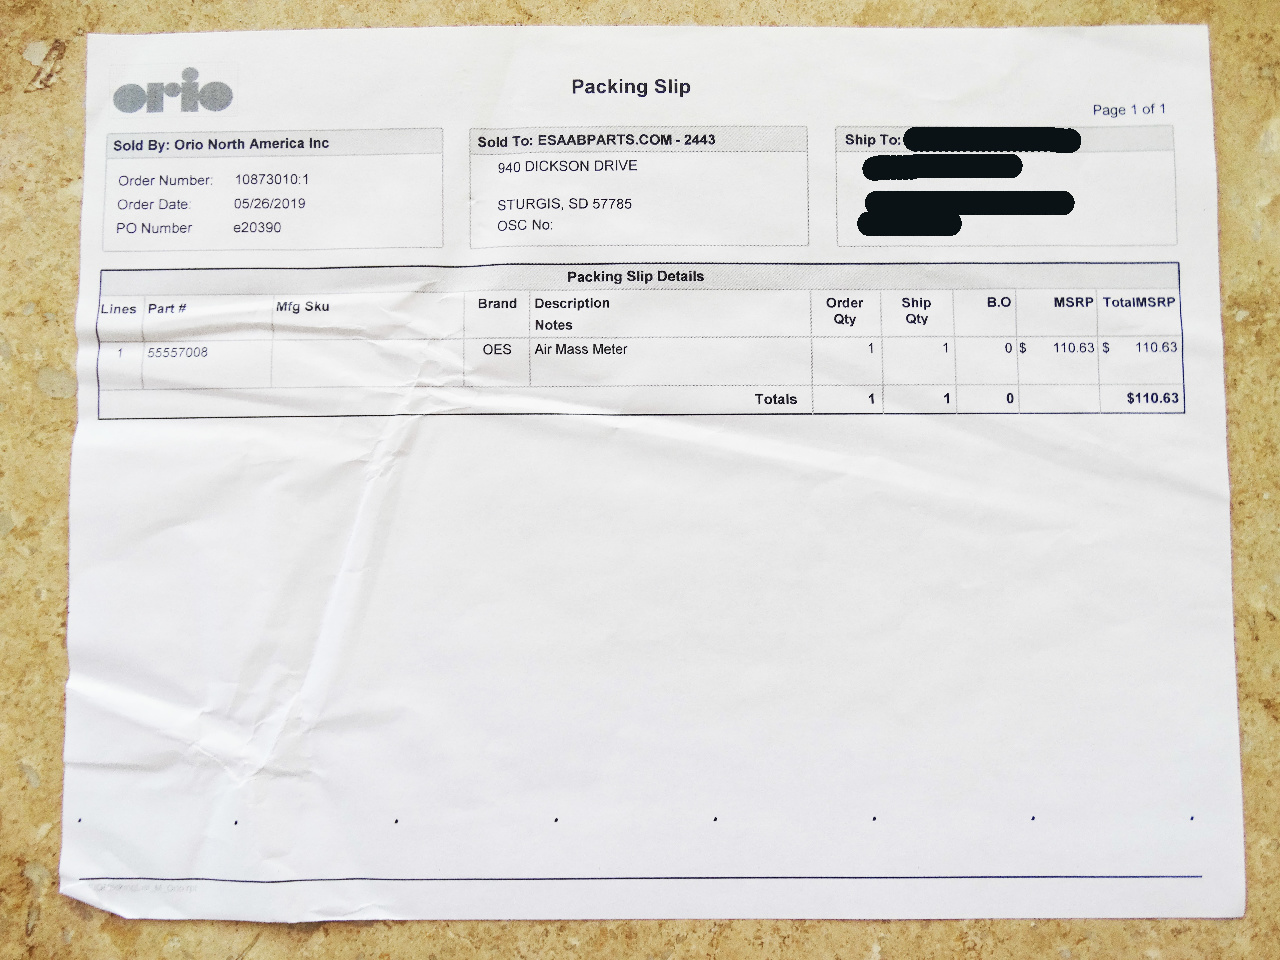 orio
Packing Slip
Page 1 of 1
Sold By: Orio North America Inc
Order Number: 10873010:1
Order Date: 05/26/2019
PO Number e20390
Sold To: ESAABPARTS.COM - 2443
940 DICKSON DRIVE
STURGIS, SD 57785
OSC No:
Ship To:
Packing Slip Details
Lines Part # Mfg Sku Brand Description Order Qty Ship Qty B.O MSRP TotalMSRP
Notes
1 55557008 OES Air Mass Meter 1 1 0 $ 110.63 $ 110.63
Totals 1 1 0 $110.63